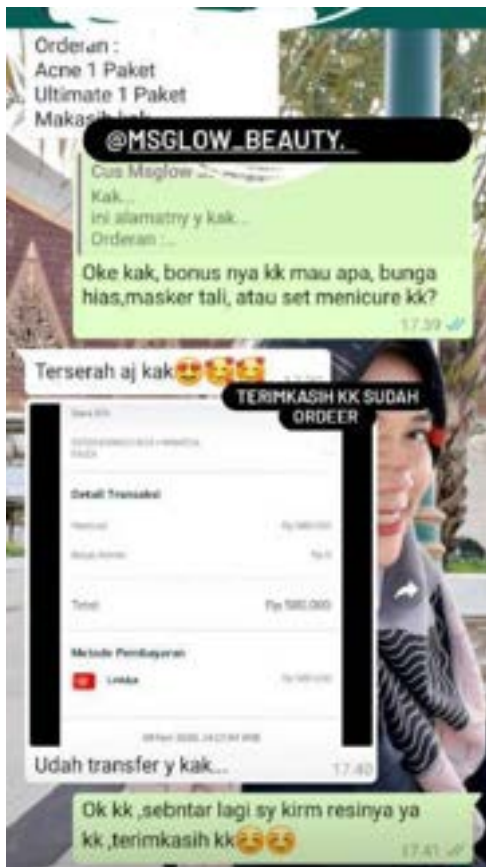 Orderan :
Acne 1 Paket
Ultimate 1 Paket
@MSGLOW_BEAUTY._
Cus Msglow
Kak...
ini alamatny y kak...
Orderan :...
Oke kak, bonus nya kk mau apa, bunga
hias,masker tali, atau set menicure kk?
17.39
Terserah aj kak😍🥰🥰
TERIMKASIH KK SUDAH
ORDEER
Detail Transaksi
Total Rp 580.000
Metode Pembayaran
LinkAja
Udah transfer y kak...
17.40
Ok kk ,sebntar lagi sy kirm resinya ya
kk ,terimkasih kk☺️☺️
17.41